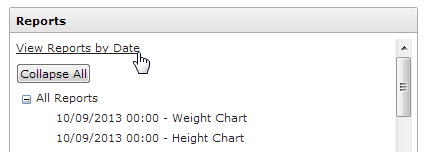 Reports
View Reports by Date
Collapse All
All Reports
10/09/2013 00:00 - Weight Chart
10/09/2013 00:00 - Height Chart